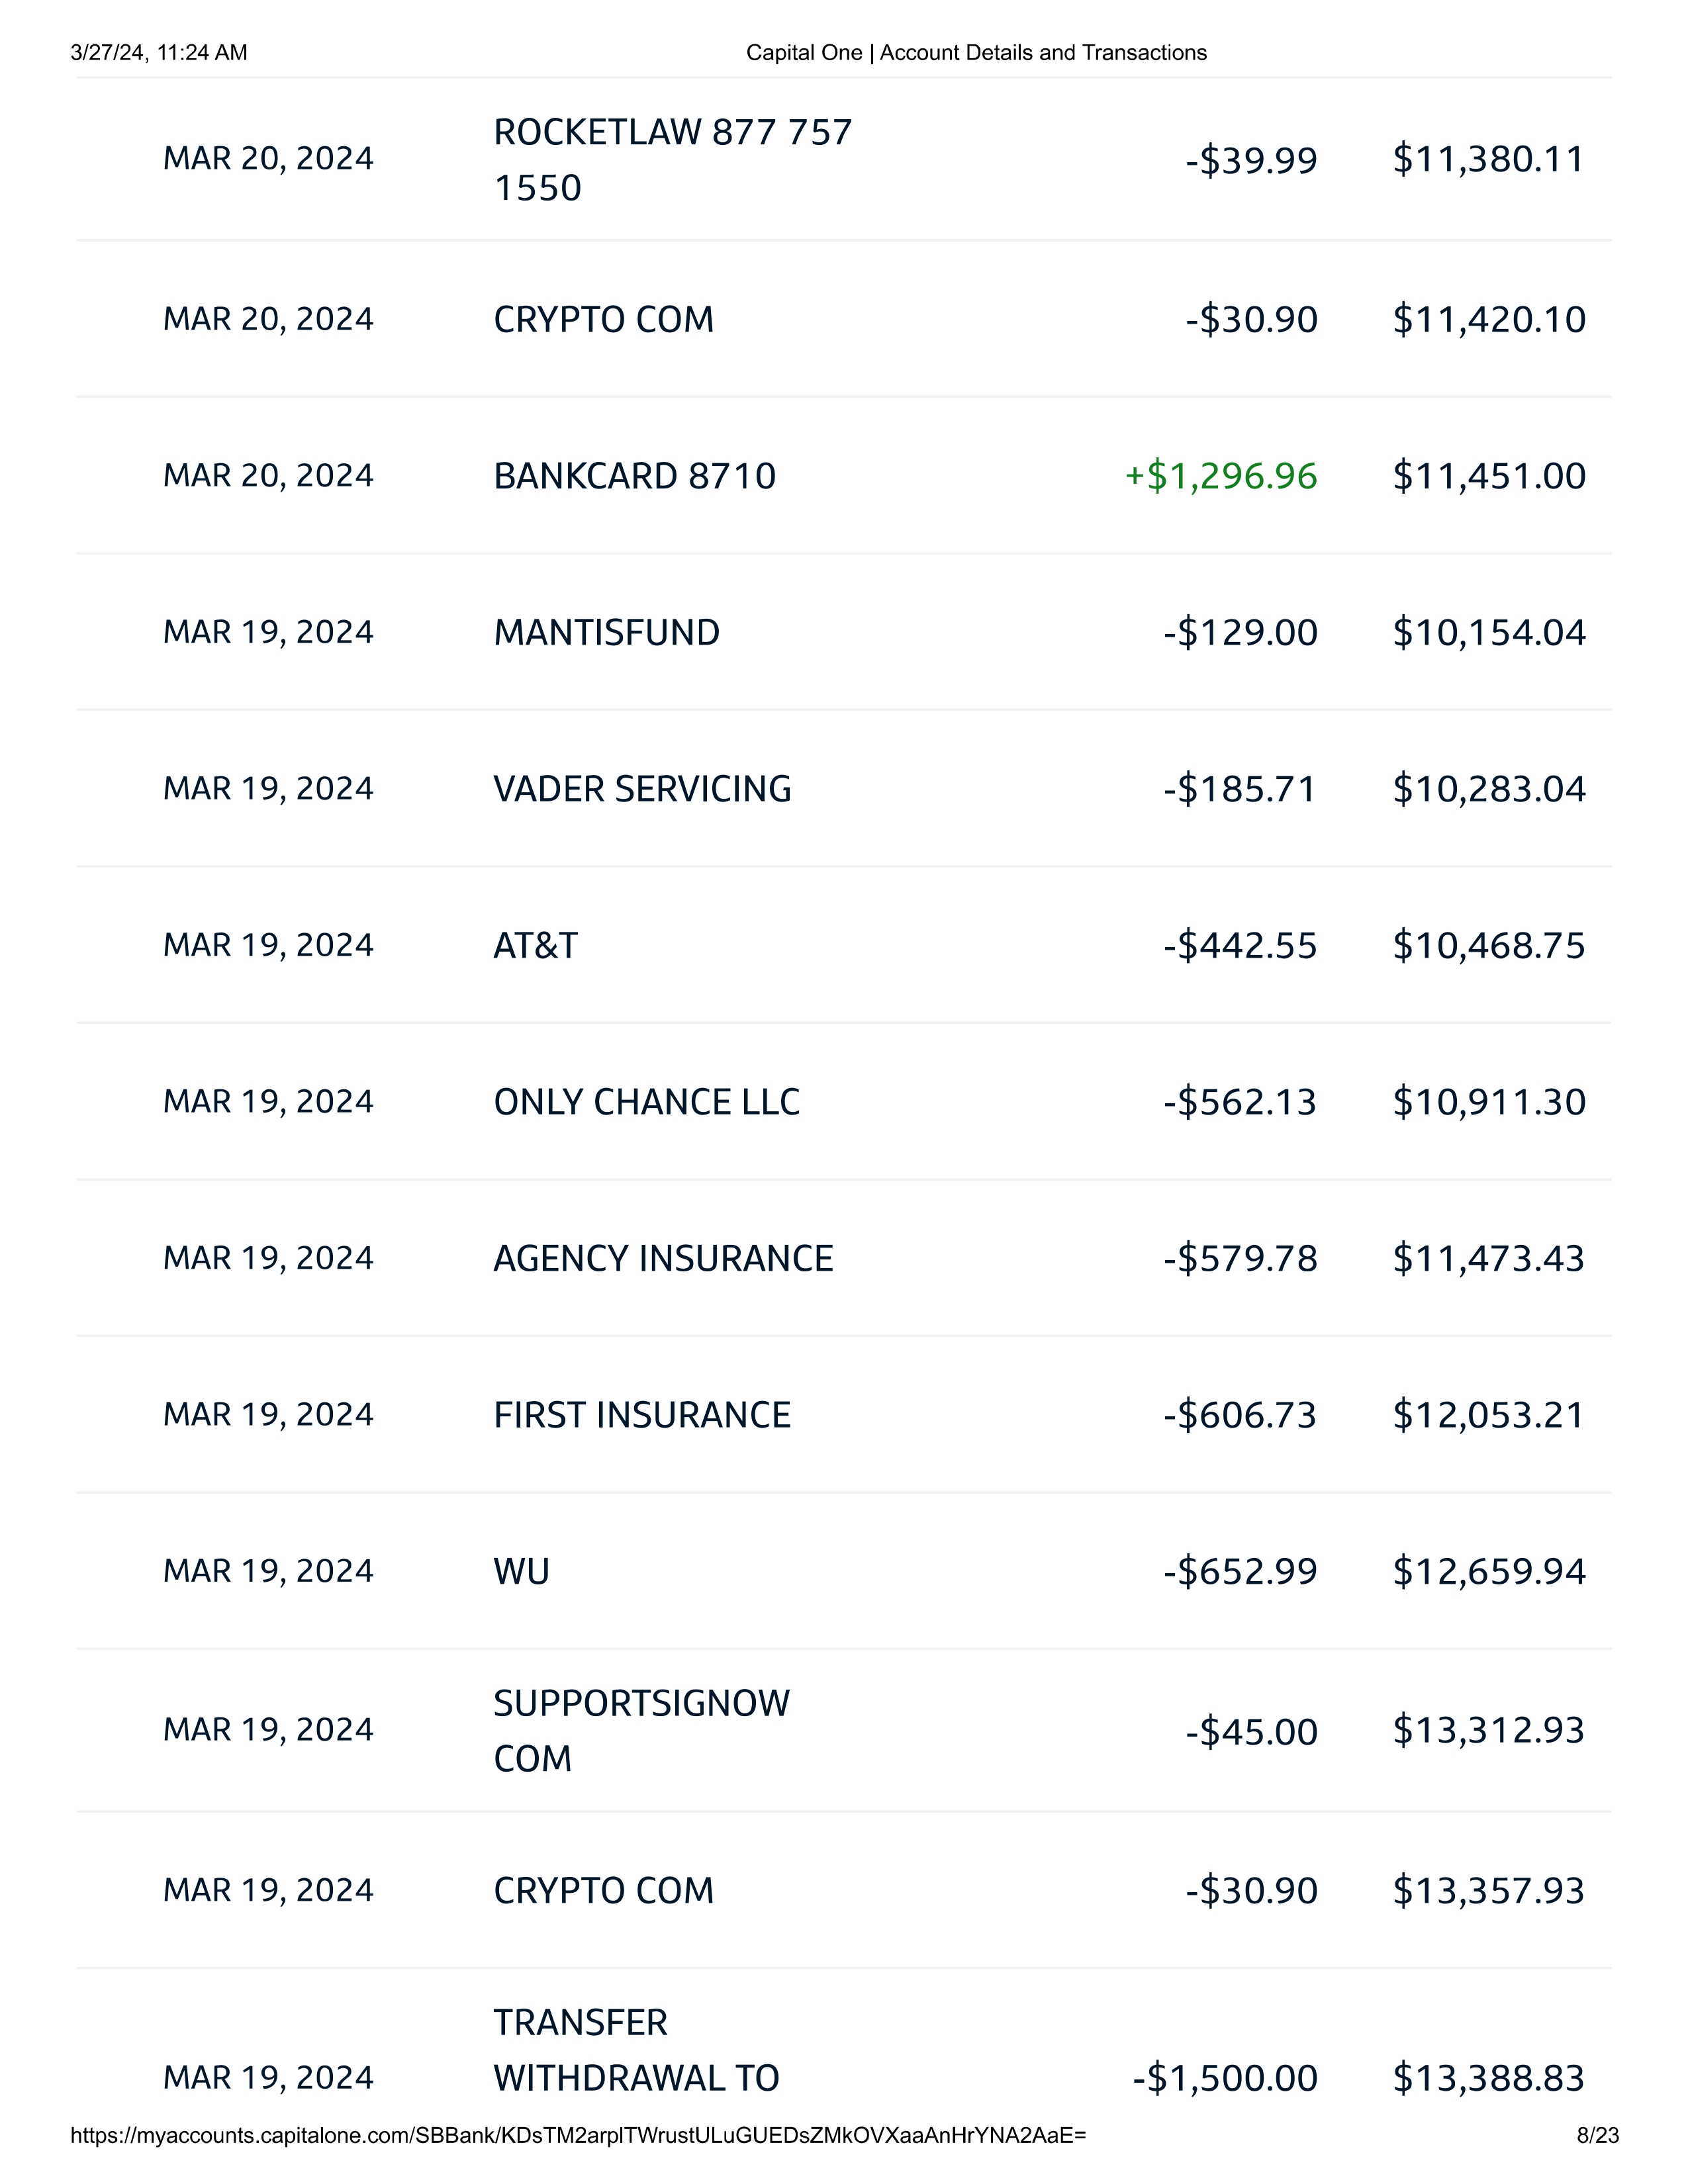 3/27/24, 11:24 AM Capital One | Account Details and Transactions
ROCKETLAW 877 757
MAR 20, 2024 -$39.99 $11,380.11
1550
MAR 20, 2024 CRYPTO COM -$30.90 $11,420.10
MAR 20, 2024 BANKCARD 8710 +$1,296.96 $11,451.00
MAR 19, 2024 MANTISFUND -$129.00 $10,154.04
MAR 19, 2024 VADER SERVICING -$185.71 $10,283.04
MAR 19, 2024 AT&T -$442.55 $10,468.75
MAR 19, 2024 ONLY CHANCE LLC -$562.13 $10,911.30
MAR 19, 2024 AGENCY INSURANCE -$579.78 $11,473.43
MAR 19, 2024 FIRST INSURANCE -$606.73 $12,053.21
MAR 19, 2024 WU -$652.99 $12,659.94
SUPPORTSIGNOW
MAR 19, 2024 -$45.00 $13,312.93
COM
MAR 19, 2024 CRYPTO COM -$30.90 $13,357.93
TRANSFER
MAR 19, 2024 WITHDRAWAL TO -$1,500.00 $13,388.83
https://myaccounts.capitalone.com/SBBank/KDsTM2arplTWrustULuGUEDsZMkOVXaaAnHrYNA2AaE= 8/23